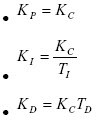 • K_P = K_C
• K_I = K_C / T_I
• K_D = K_C T_D